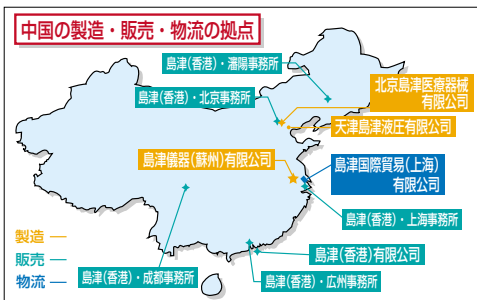 中国の製造・販売・物流の拠点
島津(香港)・瀋陽事務所
北京島津医療器械
有限公司
島津(香港)・北京事務所
天津島津液圧有限公司
島津儀器(蘇州)有限公司
島津国際貿易(上海)
有限公司
島津(香港)・上海事務所
製造
販売
物流
島津(香港)有限公司
島津(香港)・成都事務所
島津(香港)・広州事務所